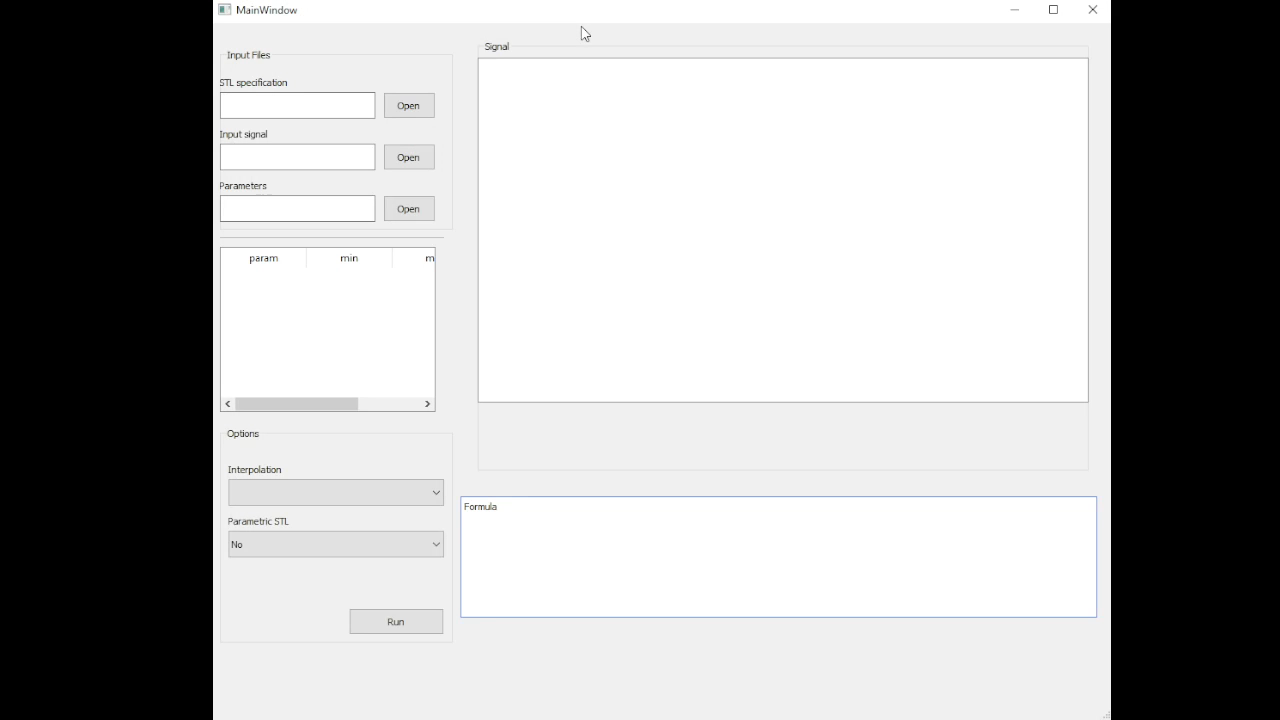 MainWindow
Input Files
STL specification
Open
Input signal
Open
Parameters
Open
param min m
Options
Interpolation
Parametric STL
No
Run
Signal
Formula